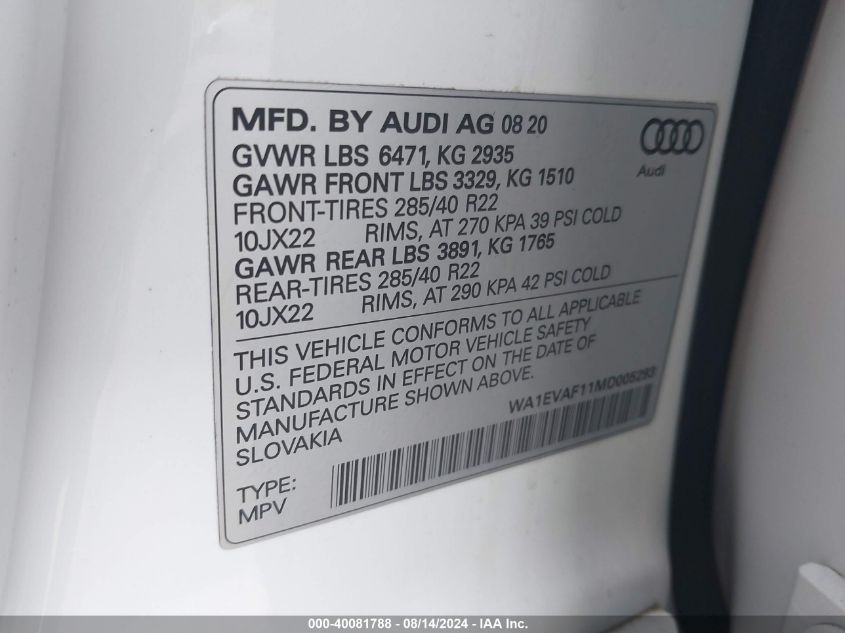 MFD. BY AUDI AG 08 20
GVWR LBS 6471, KG 2935
GAWR FRONT LBS 3329, KG 1510
FRONT-TIRES 285/40 R22
10JX22 RIMS, AT 270 KPA 39 PSI COLD
GAWR REAR LBS 3891, KG 1765
REAR-TIRES 285/40 R22
10JX22 RIMS, AT 290 KPA 42 PSI COLD
Audi
THIS VEHICLE CONFORMS TO ALL APPLICABLE
U.S. FEDERAL MOTOR VEHICLE SAFETY
STANDARDS IN EFFECT ON THE DATE OF
MANUFACTURE SHOWN ABOVE.
SLOVAKIA
WA1EVAF11MD005293
TYPE:
MPV
000-40081788 - 08/14/2024 - IAA Inc.